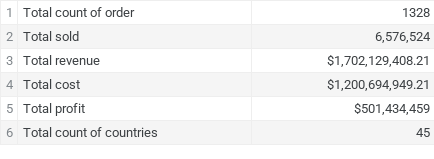 1 Total count of order 1328
2 Total sold 6,576,524
3 Total revenue $1,702,129,408.21
4 Total cost $1,200,694,949.21
5 Total profit $501,434,459
6 Total count of countries 45